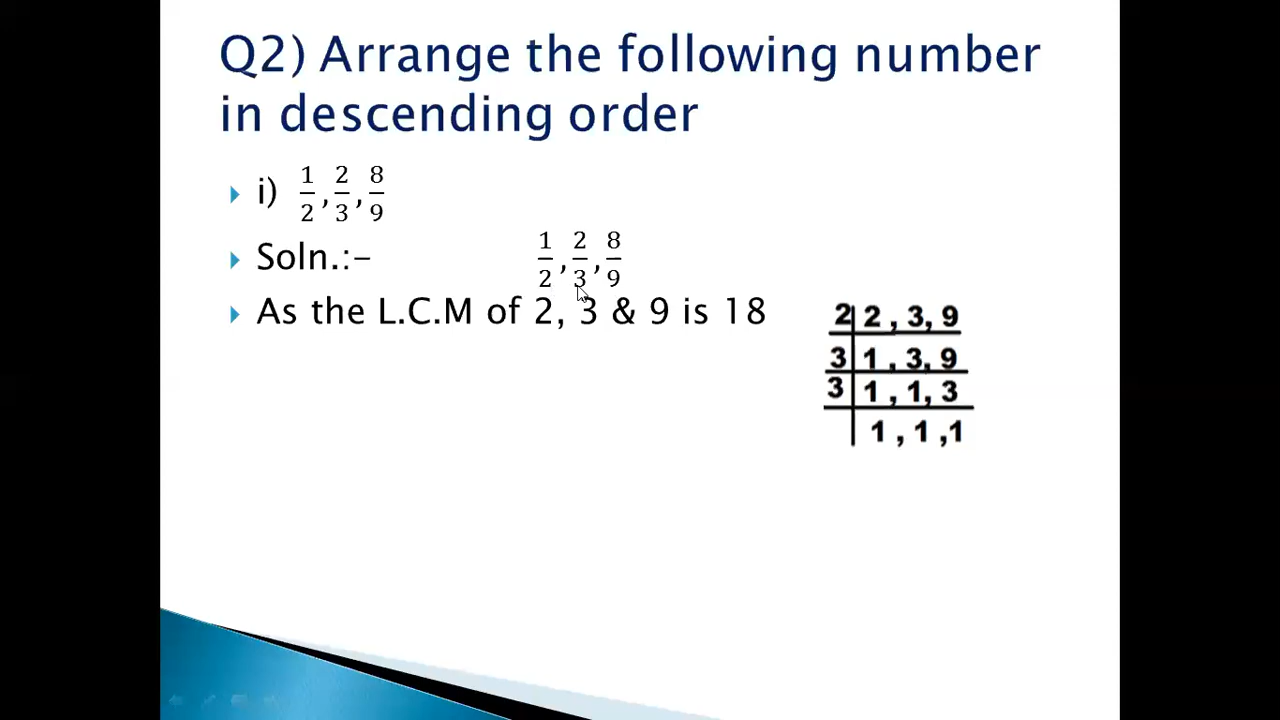 Q2) Arrange the following number
in descending order
i) 1/2, 2/3, 8/9
Soln.:- 1/2, 2/3, 8/9
As the L.C.M of 2, 3 & 9 is 18
2 | 2 , 3, 9
3 | 1 , 3, 9
3 | 1 , 1, 3
| 1 , 1 ,1